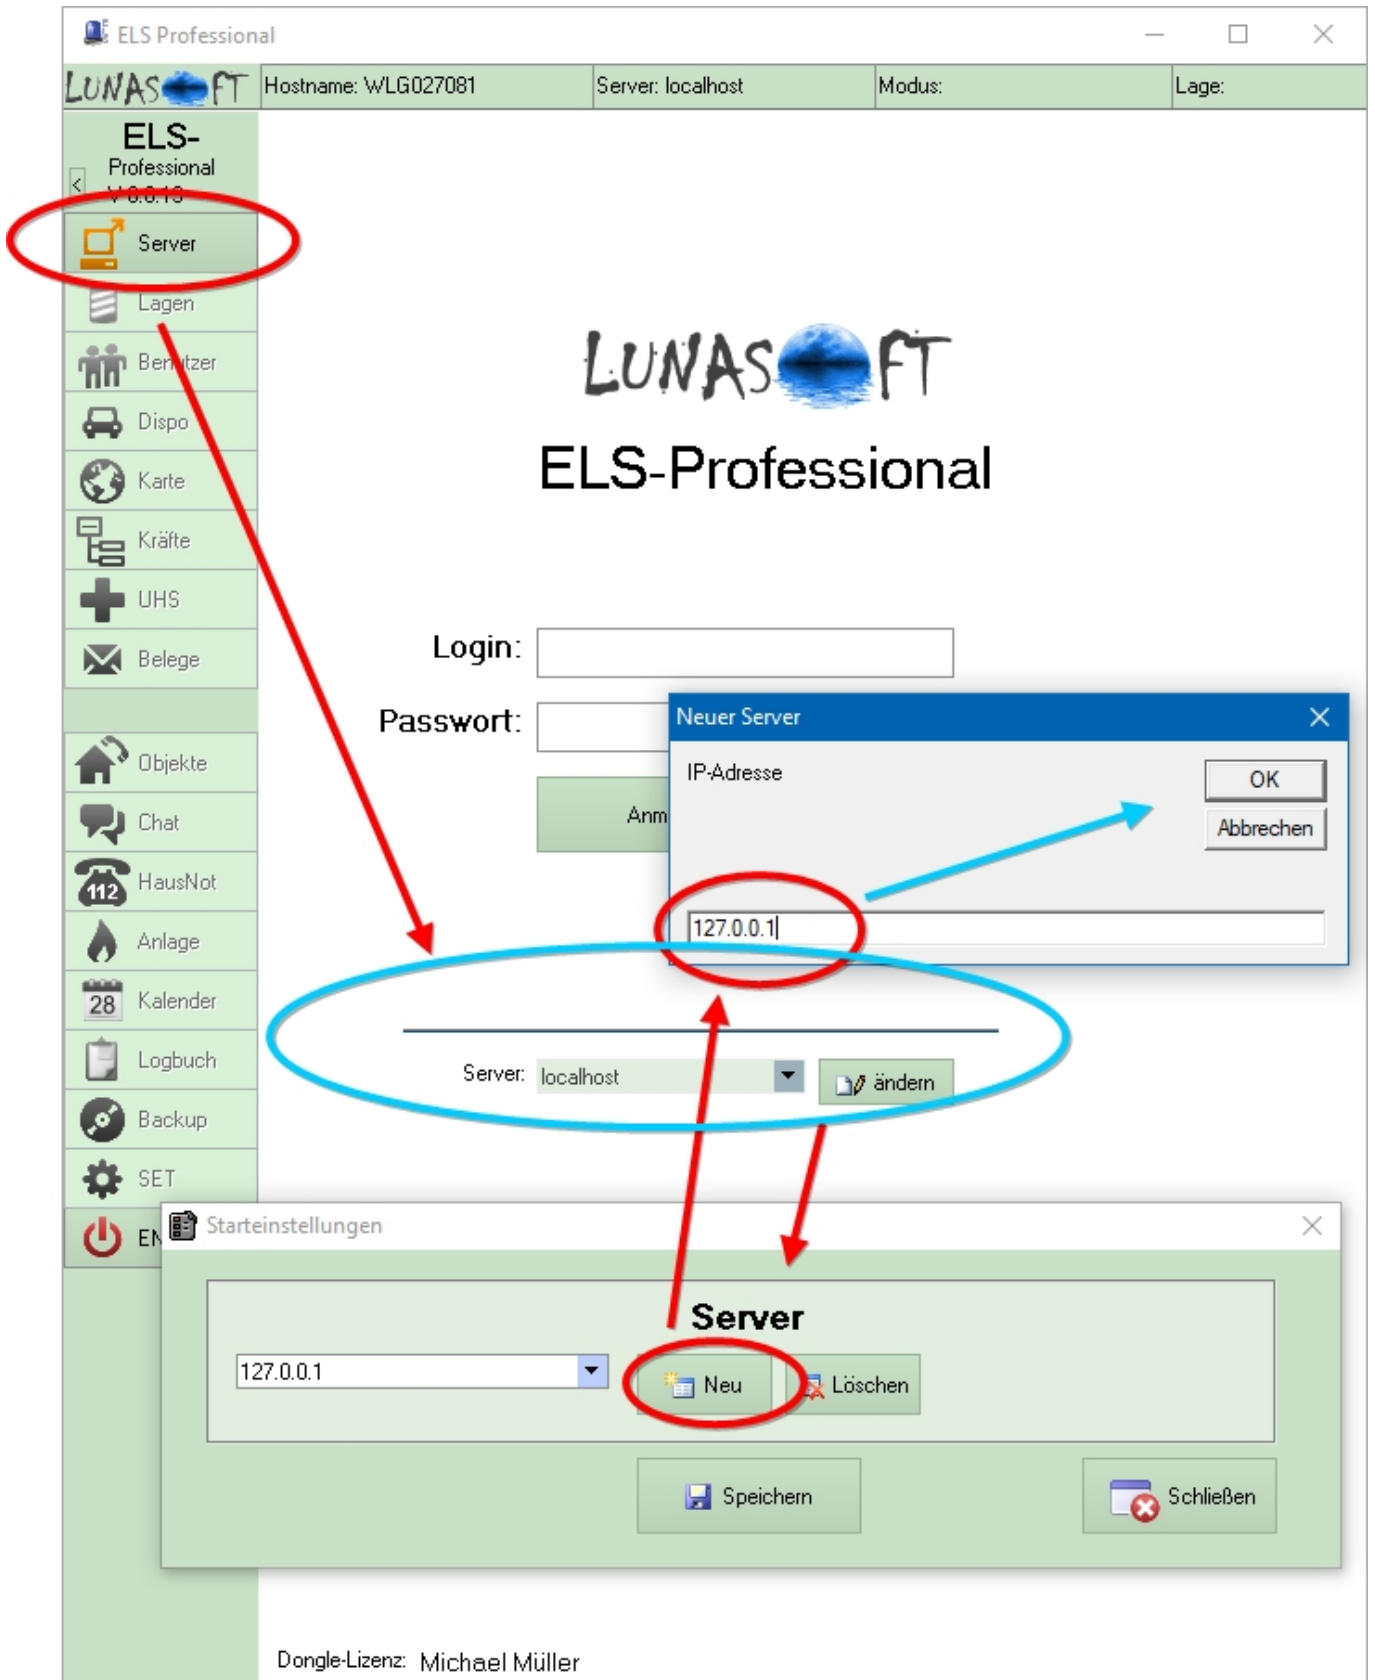 ELS Professional
LUNASOFT
Hostname: WLG027081
Server: localhost
Modus:
Lage:
ELS-
Professional
Server
Lagen
Benutzer
Dispo
Karte
Kräfte
UHS
Belege
Objekte
Chat
112
HausNot
Anlage
28
Kalender
Logbuch
Backup
SET
LUNASOFT
ELS-Professional
Login:
Passwort:
Anm
Neuer Server
IP-Adresse
OK
Abbrechen
127.0.0.1
Server:
localhost
ändern
Starteinstellungen
Server
127.0.0.1
Neu
Löschen
Speichern
Schließen
Dongle-Lizenz: Michael Müller